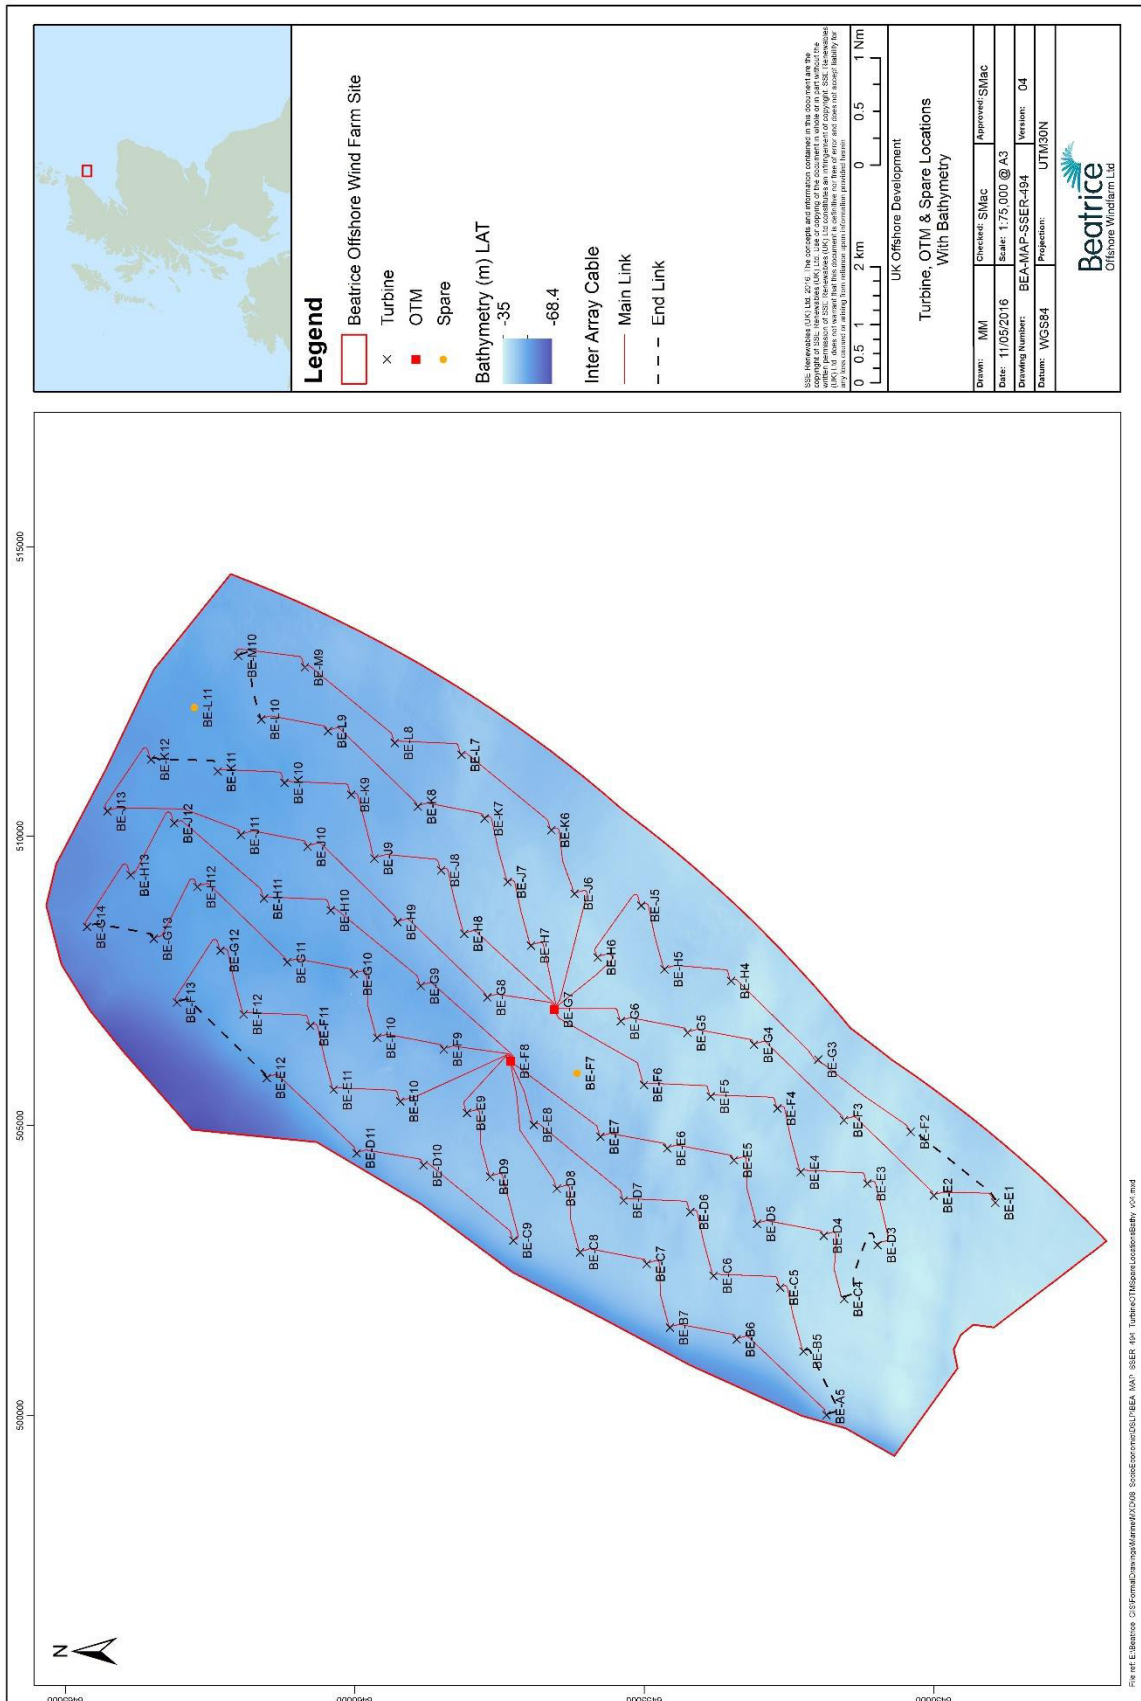 N
500000
505000
510000
515000
BE-G14
BE-J13
BE-H13
BE-K12
BE-G13
BE-J12
BE-F13
BE-H12
BE-L11
BE-G12
BE-K11
BE-M10
BE-F12
BE-J11
BE-L10
BE-E12
BE-H11
BE-G11
BE-K10
BE-M9
BE-F11
BE-J10
BE-L9
BE-E11
BE-H10
BE-D11
BE-G10
BE-K9
BE-F10
BE-J9
BE-L8
BE-E10
BE-H9
BE-D10
BE-G9
BE-K8
BE-F9
BE-J8
BE-L7
BE-E9
BE-H8
BE-D9
BE-G8
BE-K7
BE-C9
BE-F8
BE-J7
BE-E8
BE-H7
BE-D8
BE-G7
BE-K6
BE-C8
BE-F7
BE-J6
BE-E7
BE-H6
BE-D7
BE-G6
BE-C7
BE-F6
BE-J5
BE-B7
BE-E6
BE-H5
BE-D6
BE-G5
BE-C6
BE-F5
BE-H4
BE-B6
BE-E5
BE-D5
BE-G4
BE-C5
BE-F4
BE-B5
BE-E4
BE-G3
BE-A5
BE-D4
BE-C4
BE-F3
BE-E3
BE-D3
BE-F2
BE-E2
BE-E1
Legend
Beatrice Offshore Wind Farm Site
Turbine
OTM
Spare
Bathymetry (m) LAT
-35
-68.4
Inter Array Cable
Main Link
End Link
0 0.5 1 2 km
0 0.5 1 Nm
UK Offshore Development
Turbine, OTM & Spare Locations
With Bathymetry
Drawn: MM Checked: SMac Approved: SMac
Date: 11/05/2016 Scale: 1:75,000 @ A3
Drawing Number: BEA-MAP-SSER-494 Version: 04
Datum: WGS84 Projection: UTM30N
Beatrice
Offshore Windfarm Ltd